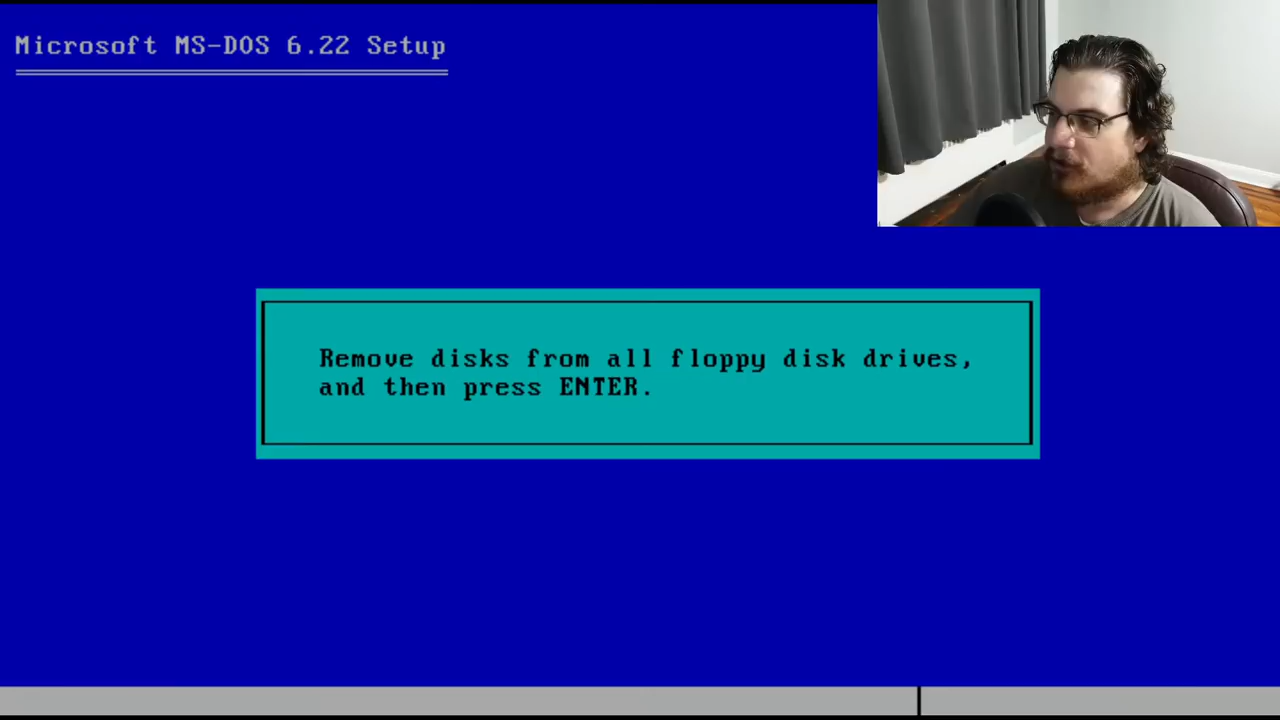 Microsoft MS-DOS 6.22 Setup
Remove disks from all floppy disk drives,
and then press ENTER.